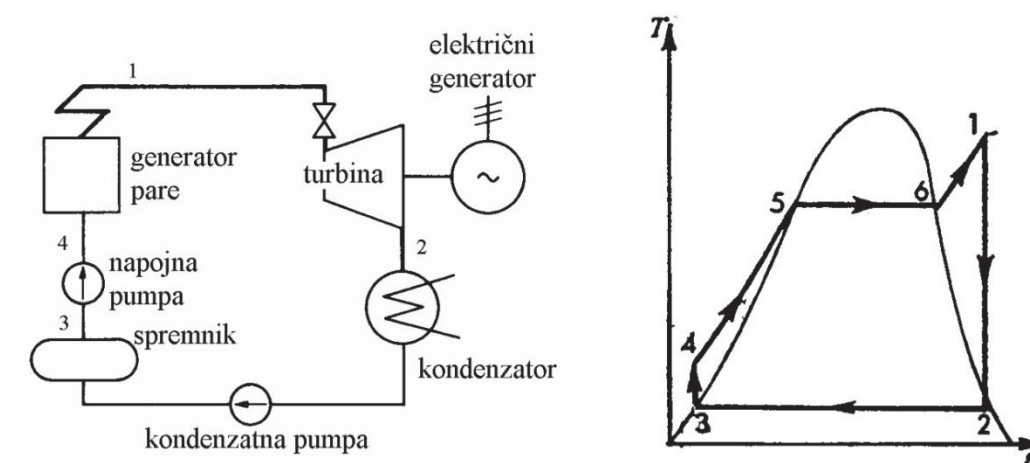 električni
generator
1
generator
pare
turbina
~
4
2
napojna
pumpa
3
spremnik
kondenzator
kondenzatna pumpa
T
1
5
6
4
3
2